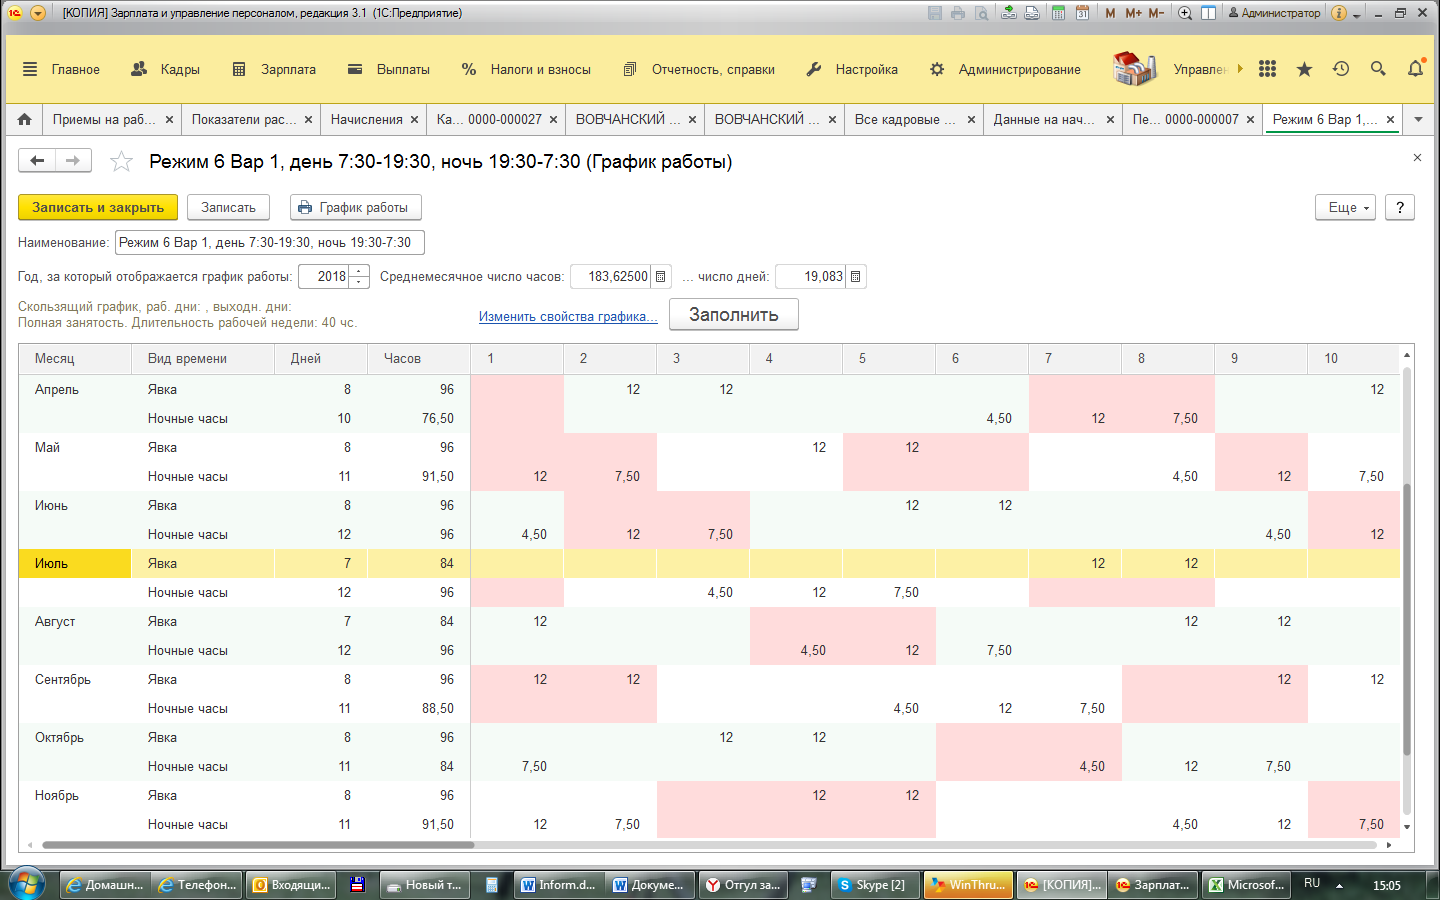 [КОПИЯ] Зарплата и управление персоналом, редакция 3.1 (1С:Предприятие)
M M+ M- Администратор
Главное Кадры Зарплата Выплаты Налоги и взносы Отчетность, справки Настройка Администрирование Управлен
Приемы на раб... Показатели рас... Начисления Ка... 0000-000027 ВОВЧАНСКИЙ ... ВОВЧАНСКИЙ ... Все кадровые ... Данные на нач... Пе... 0000-000007 Режим 6 Вар 1,...
Режим 6 Вар 1, день 7:30-19:30, ночь 19:30-7:30 (График работы)
Записать и закрыть Записать График работы Еще ?
Наименование: Режим 6 Вар 1, день 7:30-19:30, ночь 19:30-7:30
Год, за который отображается график работы: 2018 Среднемесячное число часов: 183,62500 ... число дней: 19,083
Скользящий график, раб. дни: , выходн. дни:
Полная занятость. Длительность рабочей недели: 40 чс.
Изменить свойства графика... Заполнить
Месяц Вид времени Дней Часов 1 2 3 4 5 6 7 8 9 10
Апрель Явка 8 96 12 12 12
Ночные часы 10 76,50 4,50 12 7,50
Май Явка 8 96 12 12
Ночные часы 11 91,50 12 7,50 4,50 12 7,50
Июнь Явка 8 96 12 12
Ночные часы 12 96 4,50 12 7,50 4,50 12
Июль Явка 7 84 12 12
Ночные часы 12 96 4,50 12 7,50
Август Явка 7 84 12 12 12
Ночные часы 12 96 4,50 12 7,50
Сентябрь Явка 8 96 12 12 12 12
Ночные часы 11 88,50 4,50 12 7,50
Октябрь Явка 8 96 12 12
Ночные часы 11 84 7,50 4,50 12 7,50
Ноябрь Явка 8 96 12 12
Ночные часы 11 91,50 12 7,50 4,50 12 7,50
Домашн... Телефон... Входящи... Новый т... Inform.d... Докуме... Отгул за... Skype [2] WinThru... [КОПИЯ]... Зарплат... Microsof... RU 15:05